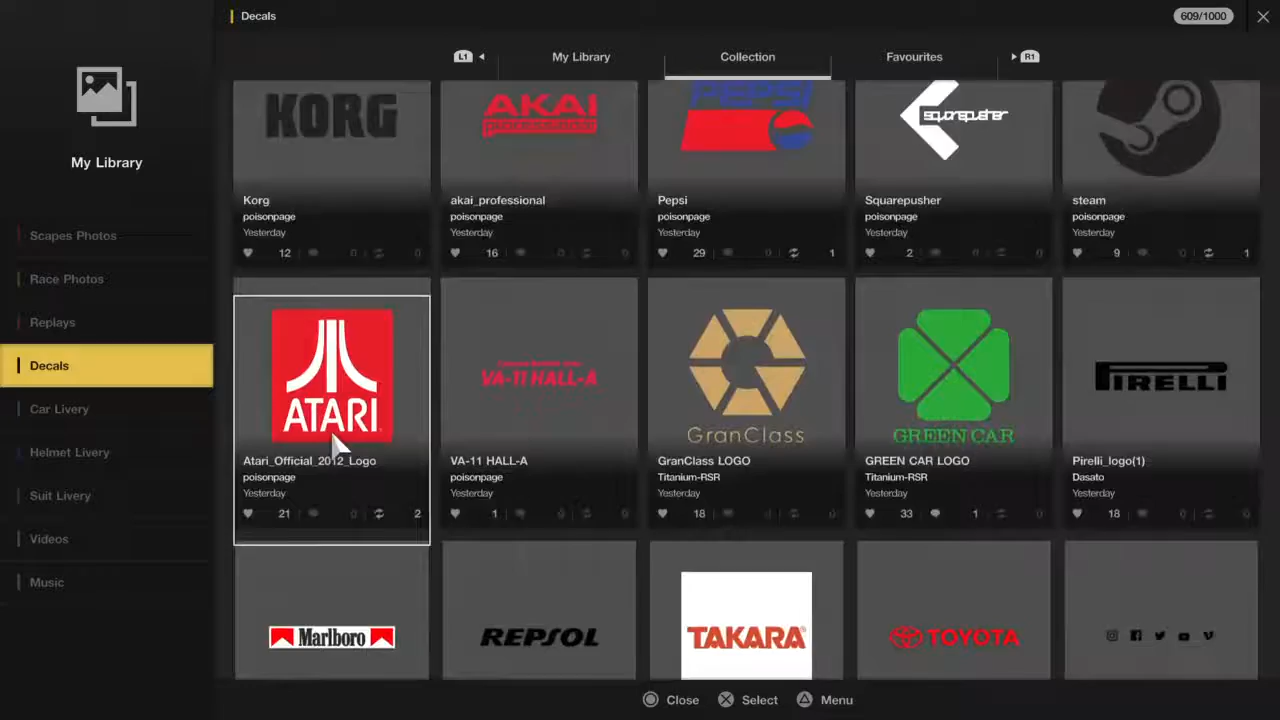 Decals
609/1000
L1
My Library
Collection
Favourites
R1
My Library
Scapes Photos
Race Photos
Replays
Decals
Car Livery
Helmet Livery
Suit Livery
Videos
Music
KORG
AKAI
professional
PEPSI
squarepusher
Korg
poisonpage
Yesterday
12 0 0
akai_professional
poisonpage
Yesterday
16 0 0
Pepsi
poisonpage
Yesterday
29 0 1
Squarepusher
poisonpage
Yesterday
2 0 0
steam
poisonpage
Yesterday
9 0 1
ATARI
Atari_Official_2012_Logo
poisonpage
Yesterday
21 0 2
VA-11 HALL-A
VA-11 HALL-A
poisonpage
Yesterday
1 0 0
GranClass
GranClass LOGO
Titanium-RSR
Yesterday
18 0 0
GREEN CAR
GREEN CAR LOGO
Titanium-RSR
Yesterday
33 1 0
PIRELLI
Pirelli_logo(1)
Dasato
Yesterday
18 0 0
Marlboro
REPSOL
TAKARA
TOYOTA
Close
Select
Menu